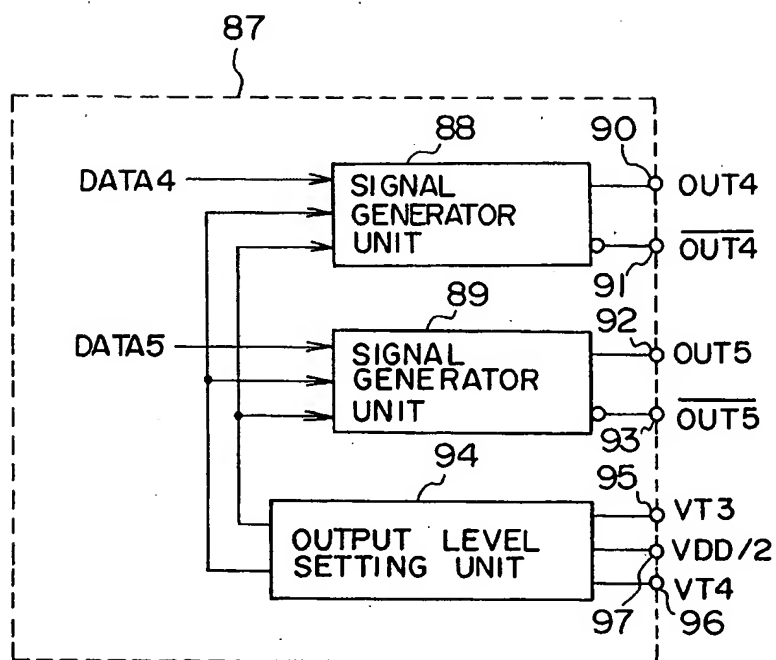 87
88
90
DATA4
SIGNAL
GENERATOR
UNIT
OUT4
OUT4
91
89
92
DATA5
SIGNAL
GENERATOR
UNIT
OUT5
OUT5
93
94
95
OUTPUT LEVEL
SETTING UNIT
VT3
VDD/2
VT4
97
96